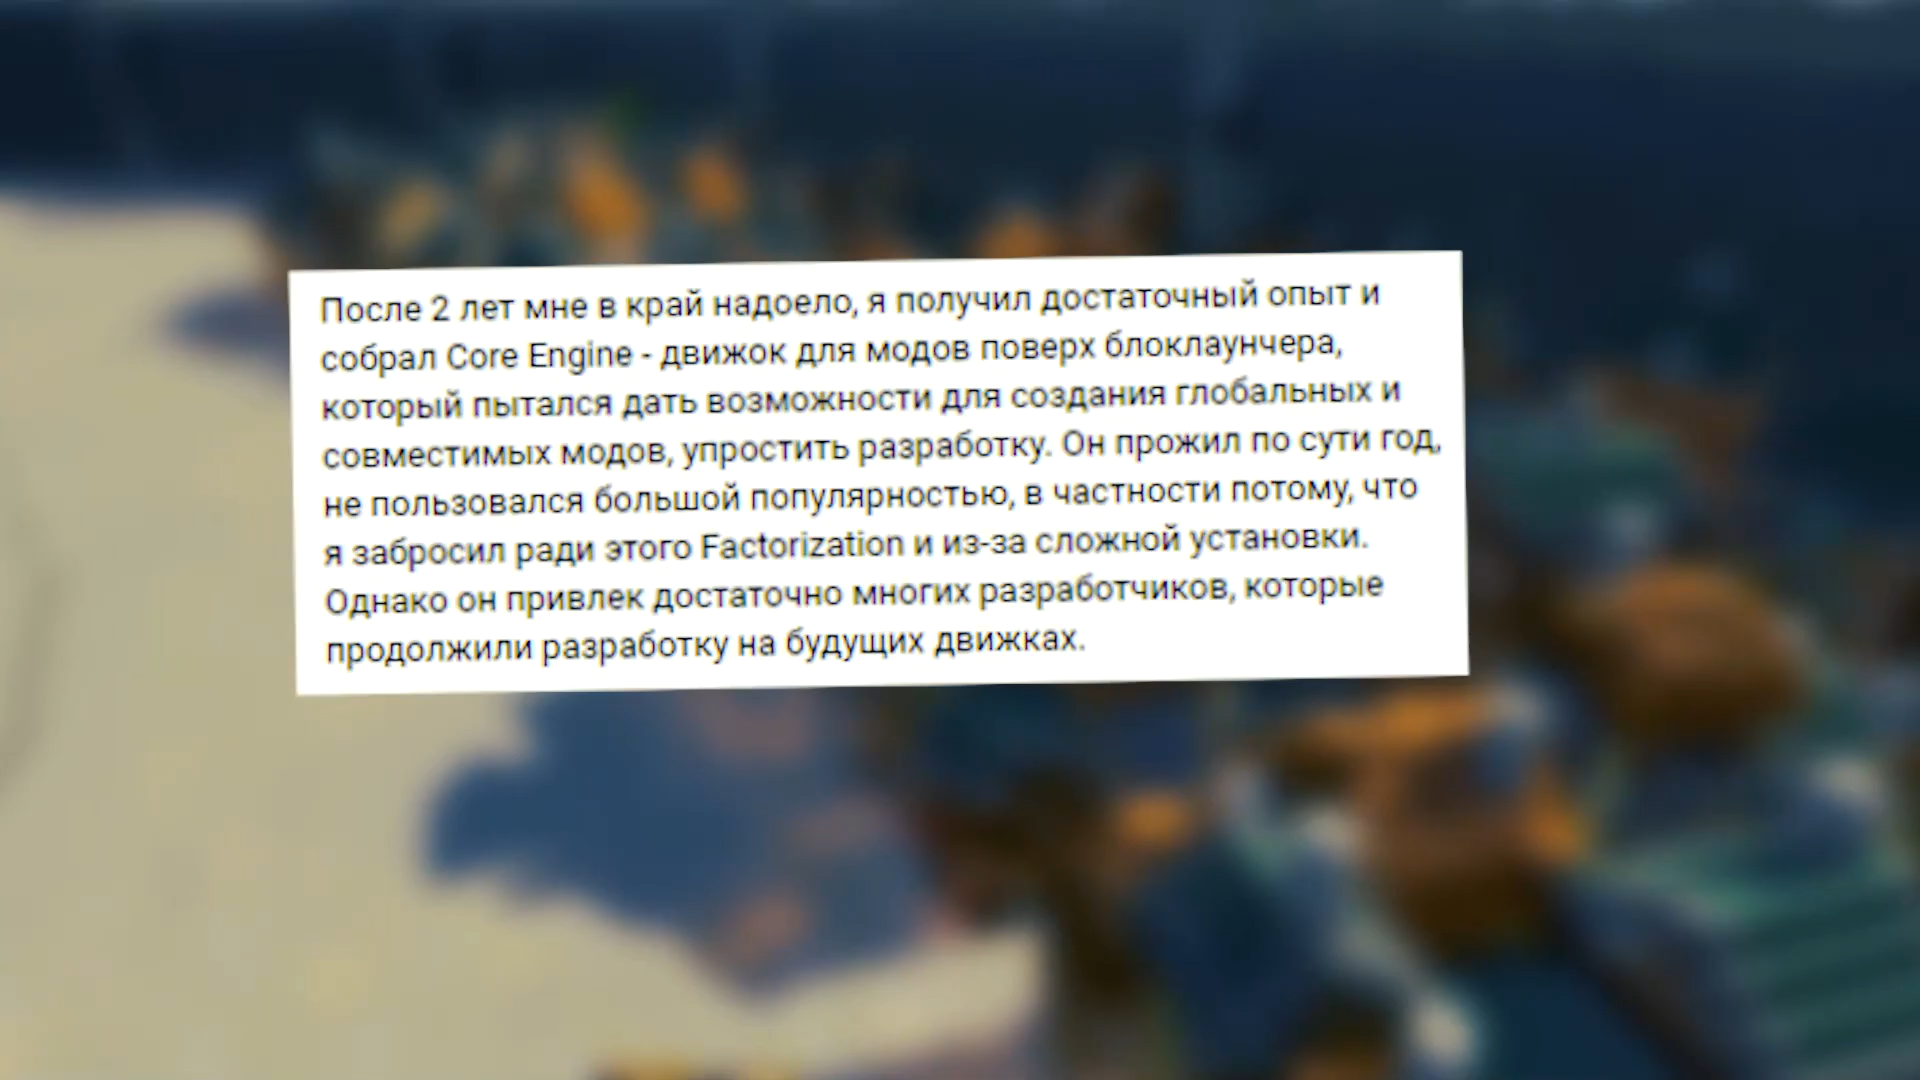 После 2 лет мне в край надоело, я получил достаточный опыт и
собрал Core Engine - движок для модов поверх блоклаунчера,
который пытался дать возможности для создания глобальных и
совместимых модов, упростить разработку. Он прожил по сути год,
не пользовался большой популярностью, в частности потому, что
я забросил ради этого Factorization и из-за сложной установки.
Однако он привлек достаточно многих разработчиков, которые
продолжили разработку на будущих движках.